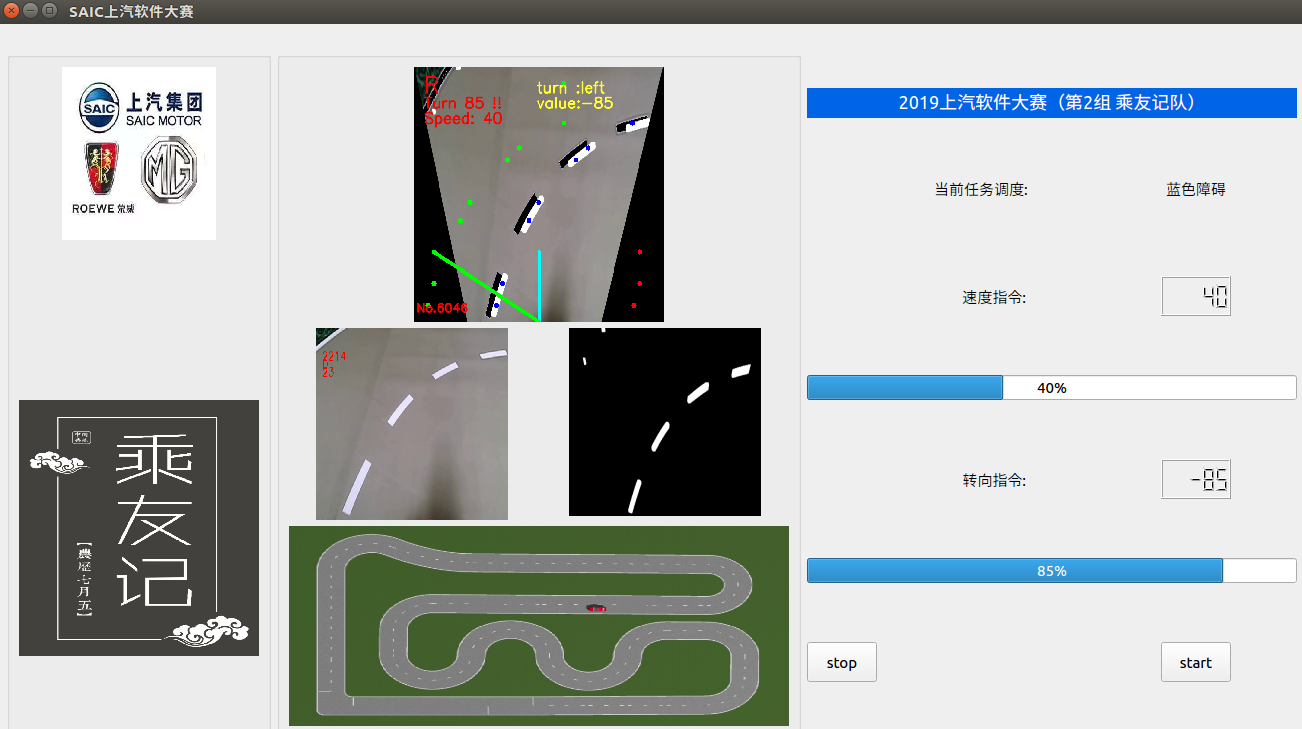 SAIC上汽软件大赛
SAIC
上汽集团
SAIC MOTOR
MG
ROEWE 荣威
乘友记
【農歷七月五】
R
Turn 85 !!
Speed: 40
turn :left
value:-85
No.6046
2214
23
2019上汽软件大赛（第2组 乘友记队）
当前任务调度:
蓝色障碍
速度指令:
40
40%
转向指令:
-85
85%
stop
start